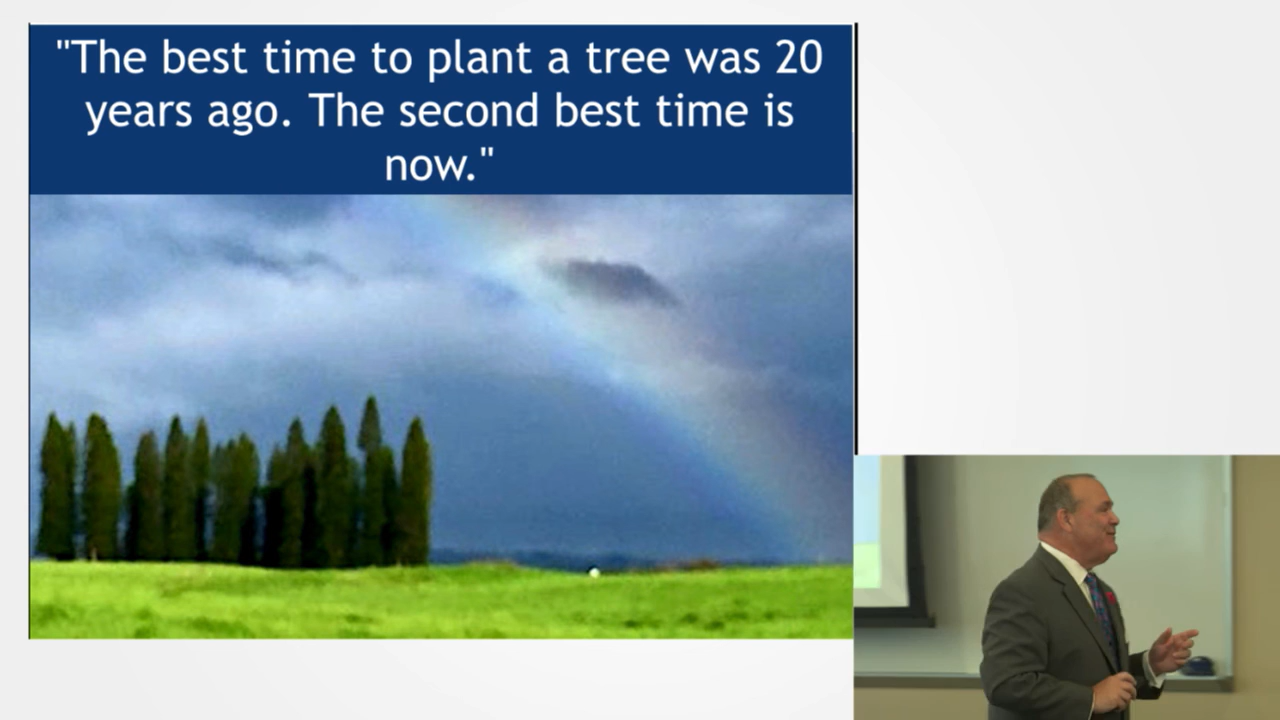 "The best time to plant a tree was 20
years ago. The second best time is
now."